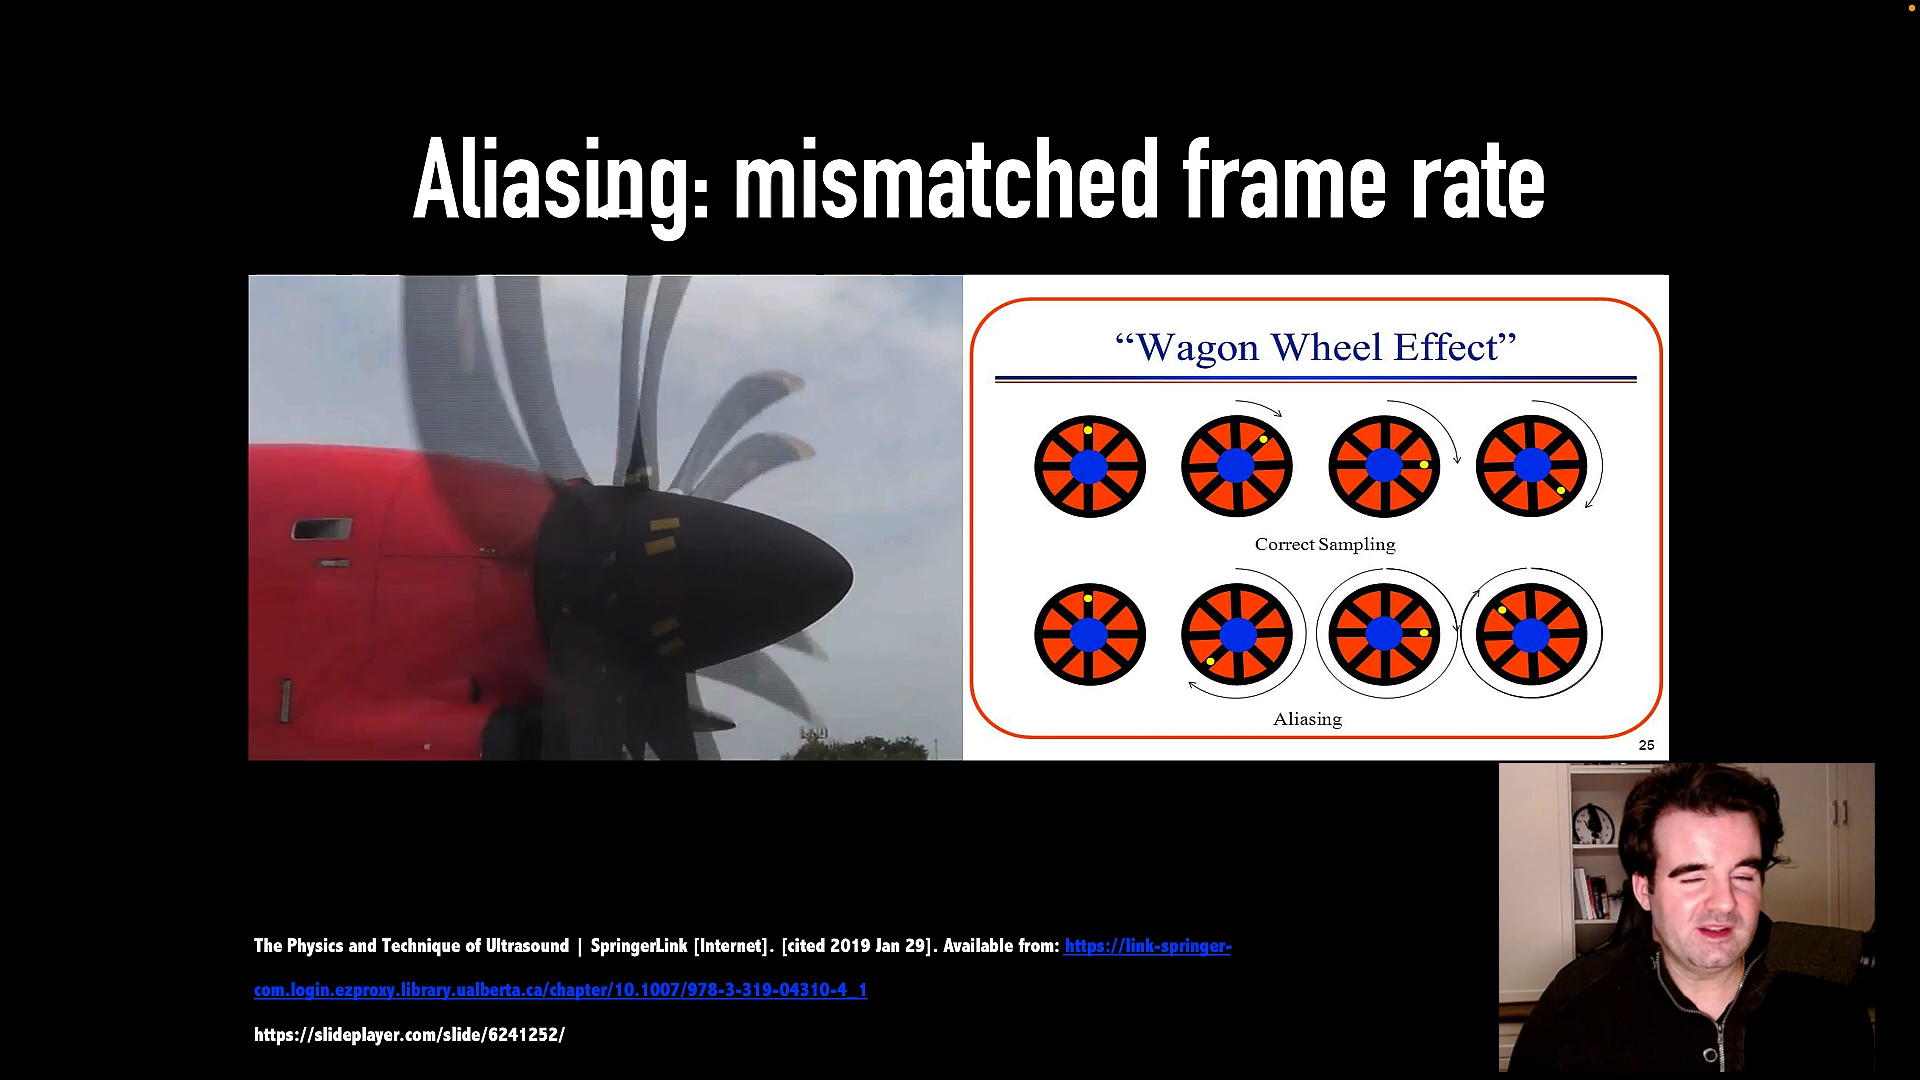 Aliasing: mismatched frame rate
“Wagon Wheel Effect”
Correct Sampling
Aliasing
25
The Physics and Technique of Ultrasound | SpringerLink [Internet]. [cited 2019 Jan 29]. Available from: https://link-springer-
com.login.ezproxy.library.ualberta.ca/chapter/10.1007/978-3-319-04310-4_1
https://slideplayer.com/slide/6241252/